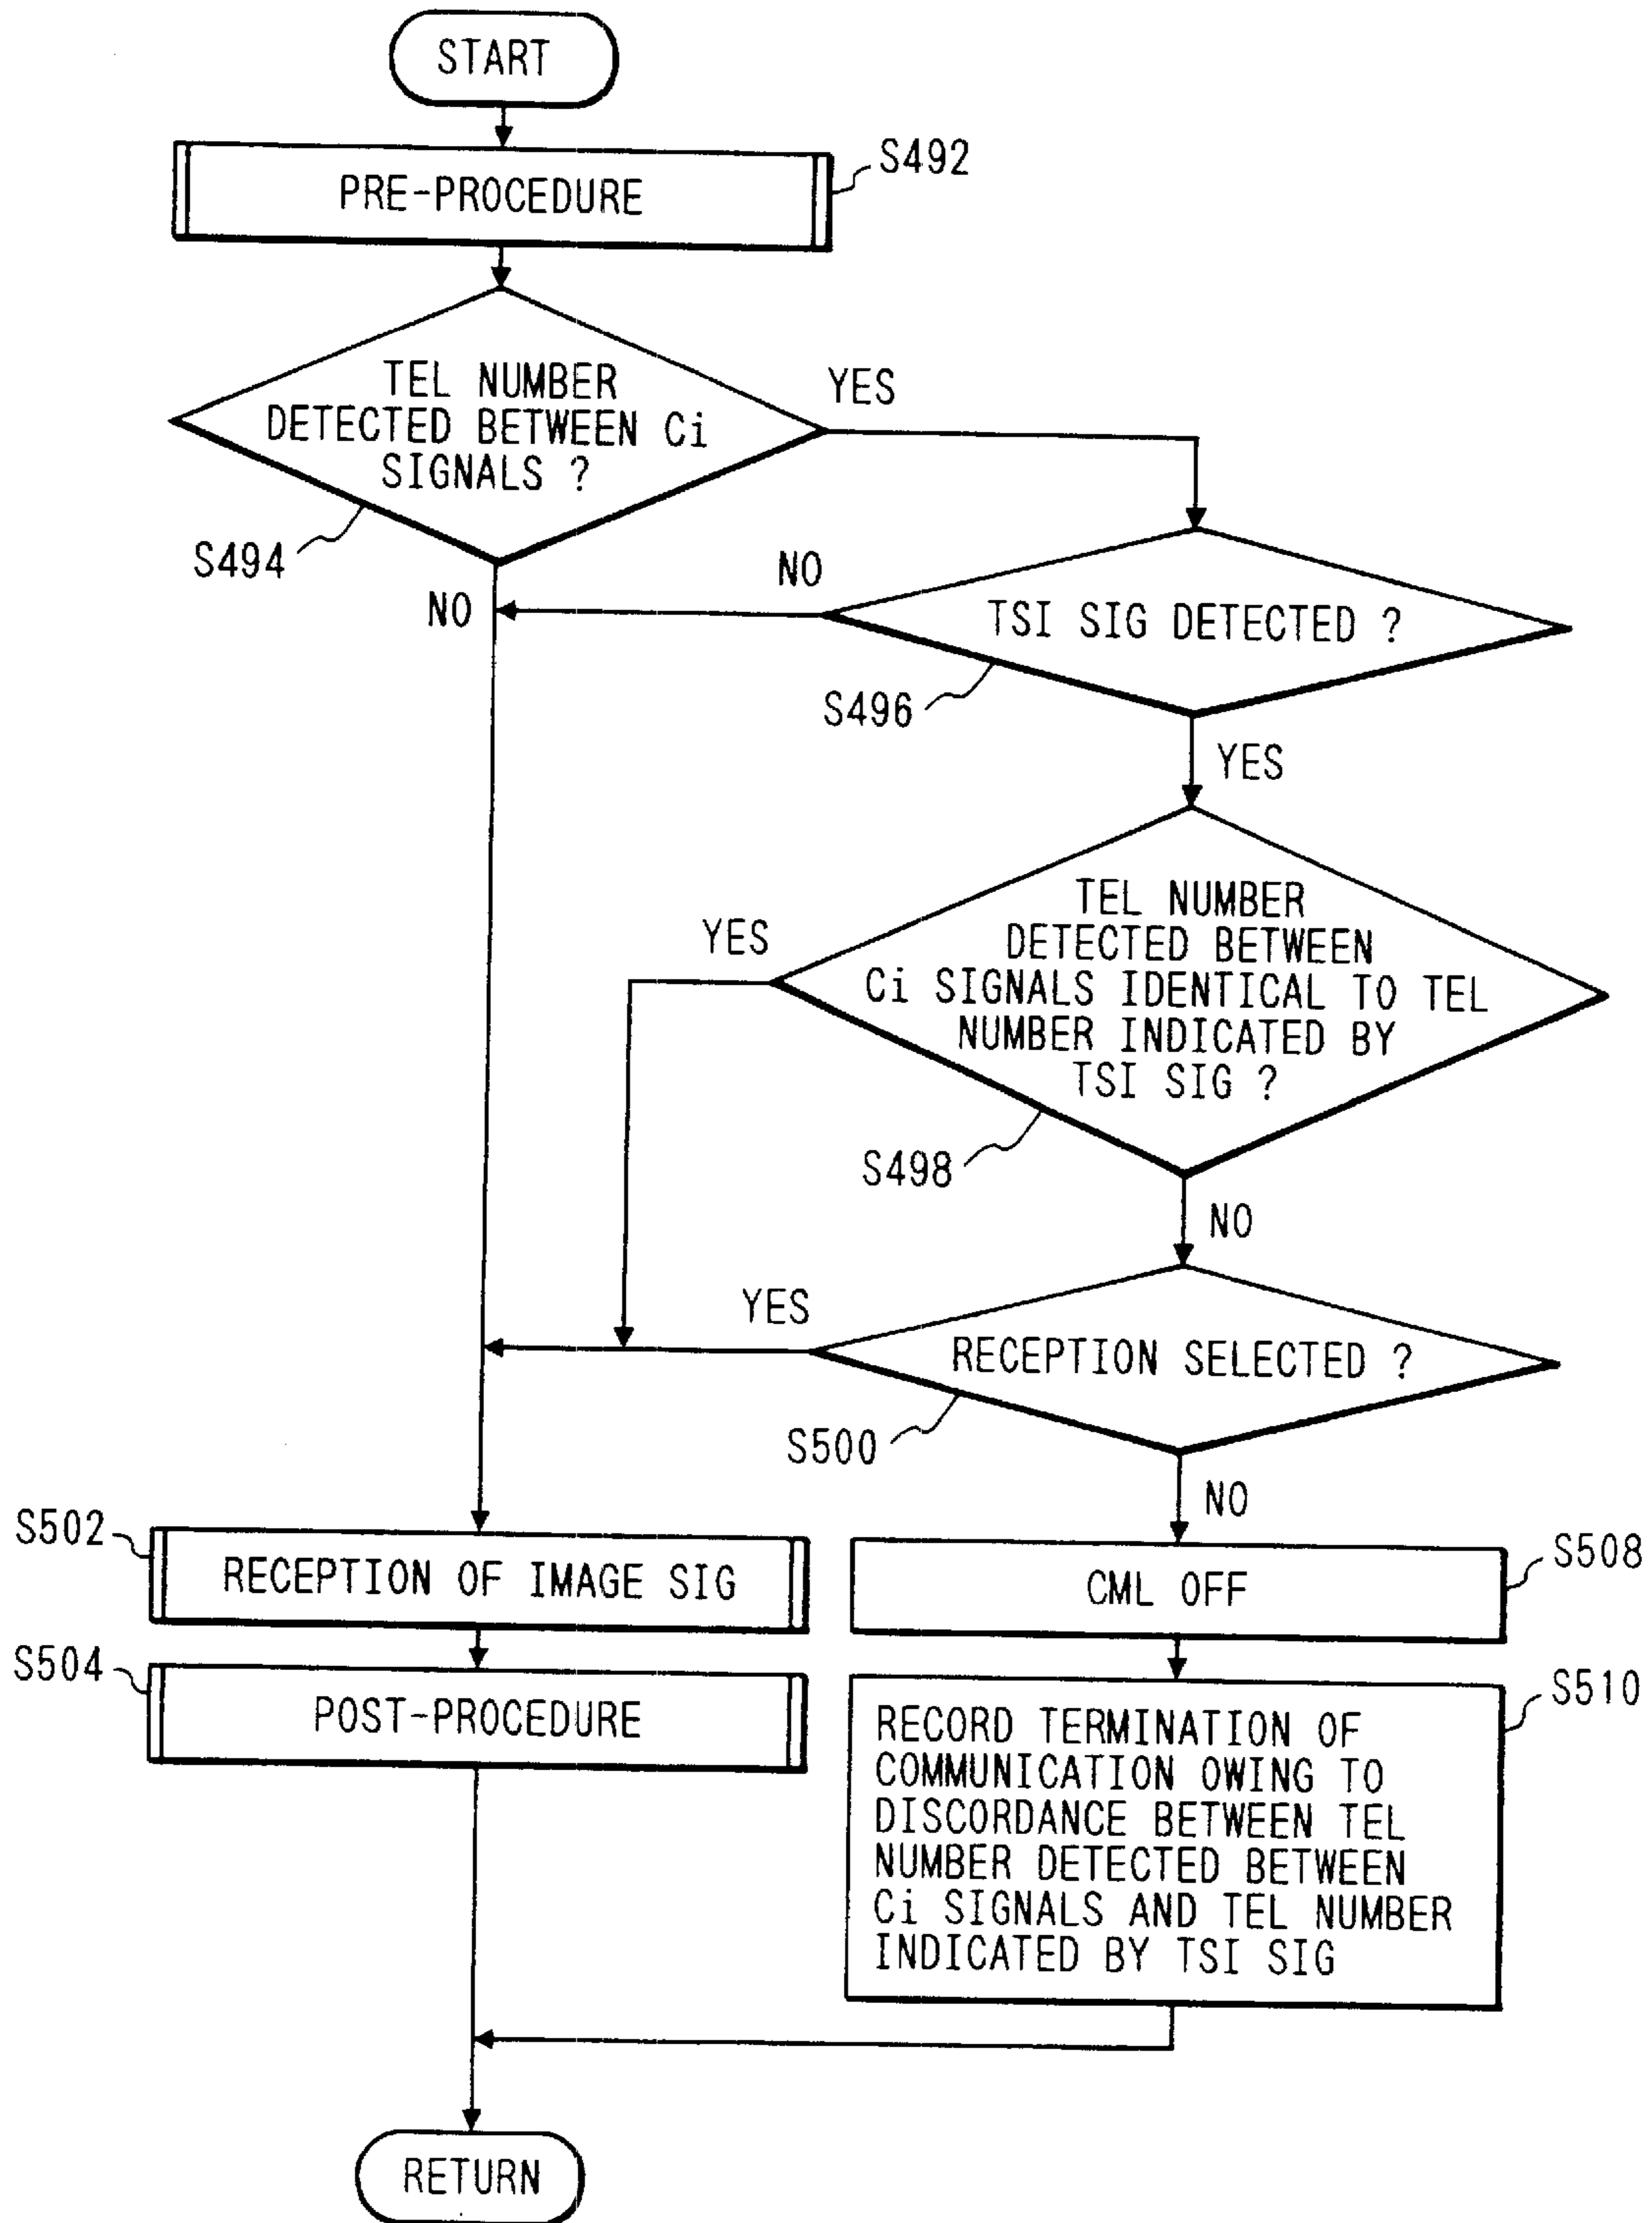 START
PRE-PROCEDURE
S492
TEL NUMBER
DETECTED BETWEEN Ci
SIGNALS ?
YES
S494
NO
NO
TSI SIG DETECTED ?
S496
YES
TEL NUMBER
DETECTED BETWEEN
Ci SIGNALS IDENTICAL TO TEL
NUMBER INDICATED BY
TSI SIG ?
YES
S498
NO
YES
RECEPTION SELECTED ?
S500
NO
S502
RECEPTION OF IMAGE SIG
CML OFF
S508
S504
POST-PROCEDURE
S510
RECORD TERMINATION OF
COMMUNICATION OWING TO
DISCORDANCE BETWEEN TEL
NUMBER DETECTED BETWEEN
Ci SIGNALS AND TEL NUMBER
INDICATED BY TSI SIG
RETURN